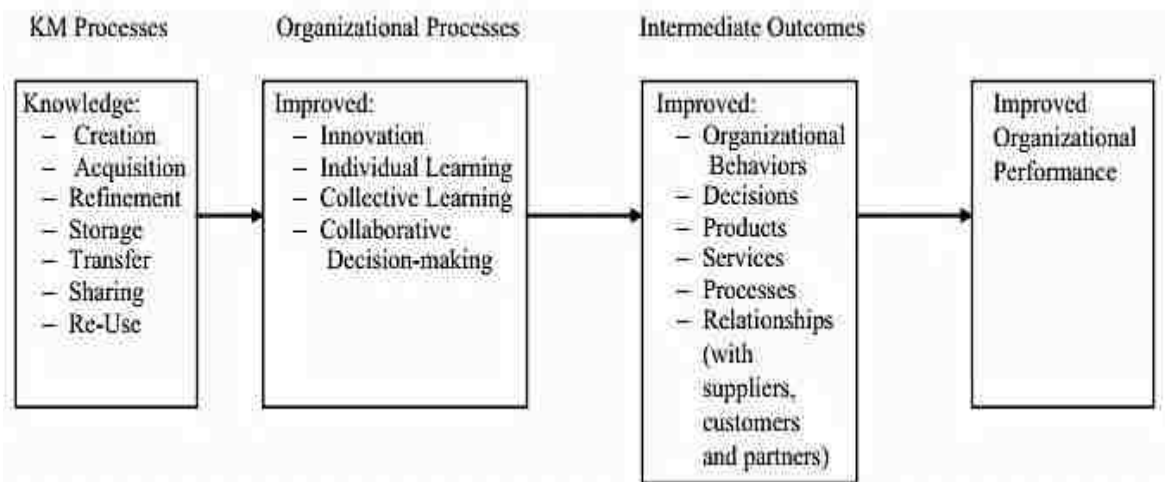 KM Processes
Organizational Processes
Intermediate Outcomes
Knowledge:
– Creation
– Acquisition
– Refinement
– Storage
– Transfer
– Sharing
– Re-Use
Improved:
– Innovation
– Individual Learning
– Collective Learning
– Collaborative
Decision-making
Improved:
– Organizational
Behaviors
– Decisions
– Products
– Services
– Processes
– Relationships
(with
suppliers,
customers
and partners)
Improved
Organizational
Performance